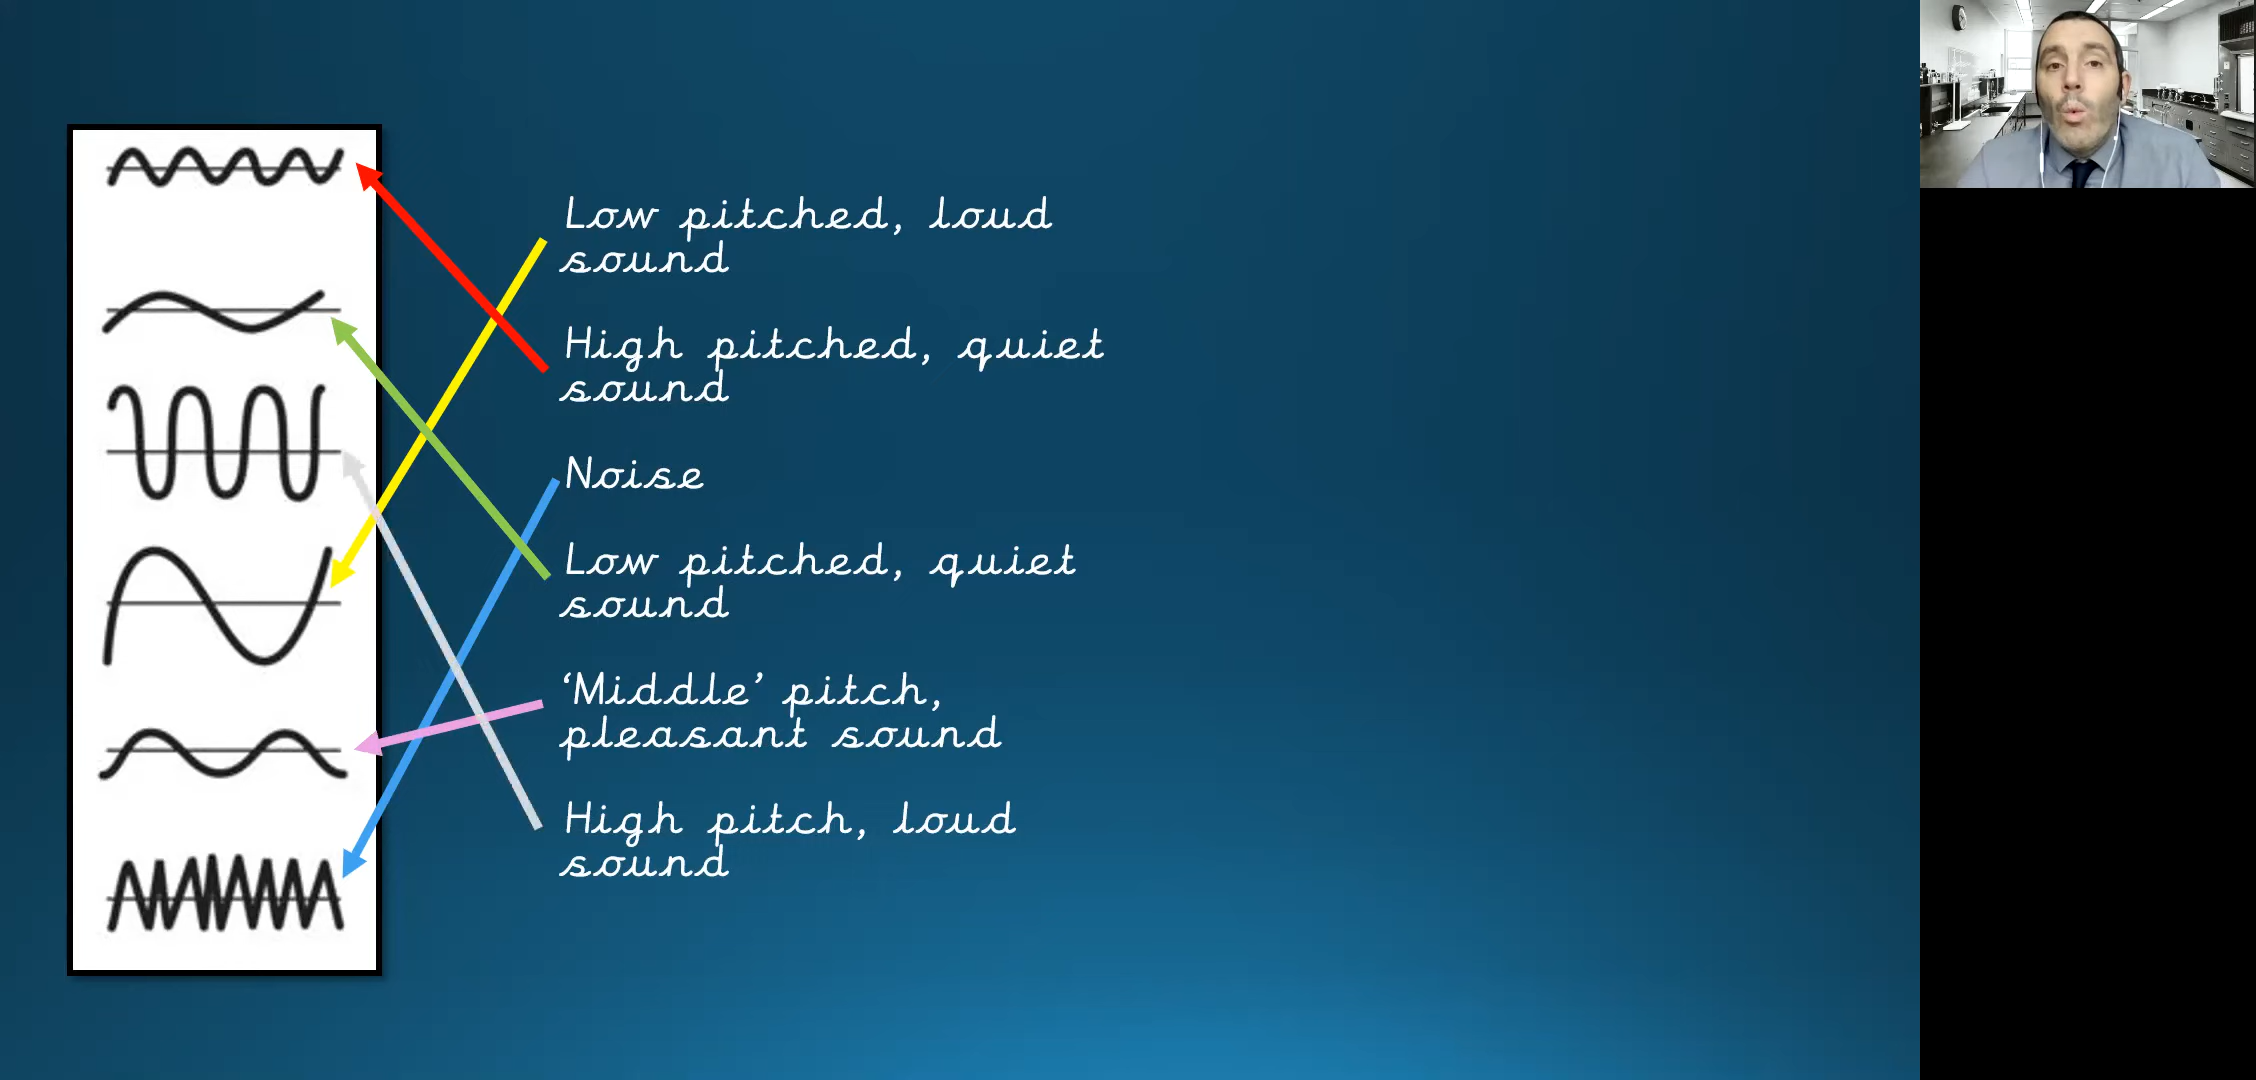 Low pitched, loud
sound
High pitched, quiet
sound
Noise
Low pitched, quiet
sound
‘Middle’ pitch,
pleasant sound
High pitch, loud
sound